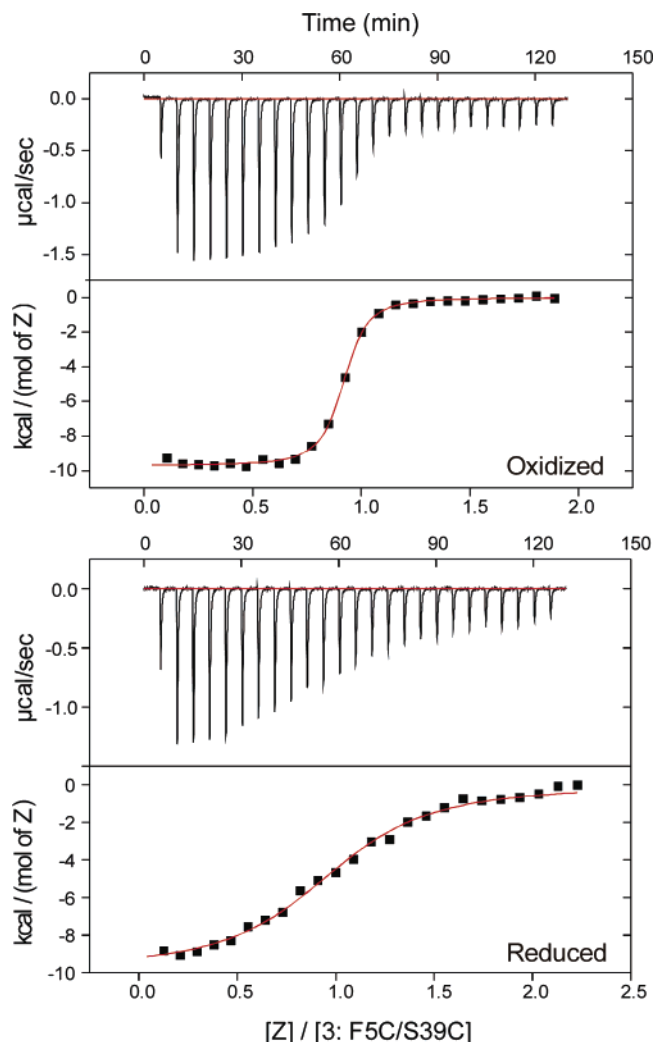 Time (min)
0 30 60 90 120 150
0.0
-0.5
-1.0
-1.5
µcal/sec
0
-2
-4
-6
-8
-10
kcal / (mol of Z)
Oxidized
0.0 0.5 1.0 1.5 2.0
0 30 60 90 120 150
0.0
-0.5
-1.0
µcal/sec
0
-2
-4
-6
-8
-10
kcal / (mol of Z)
Reduced
0.0 0.5 1.0 1.5 2.0 2.5
[Z] / [3: F5C/S39C]